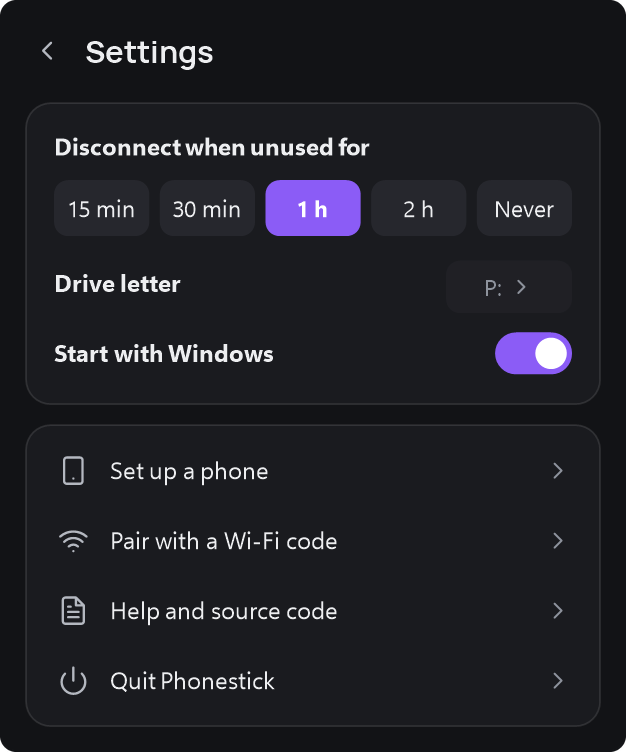 Settings
Disconnect when unused for
15 min 30 min 1 h 2 h Never
Drive letter P:
Start with Windows
Set up a phone
Pair with a Wi-Fi code
Help and source code
Quit Phonestick